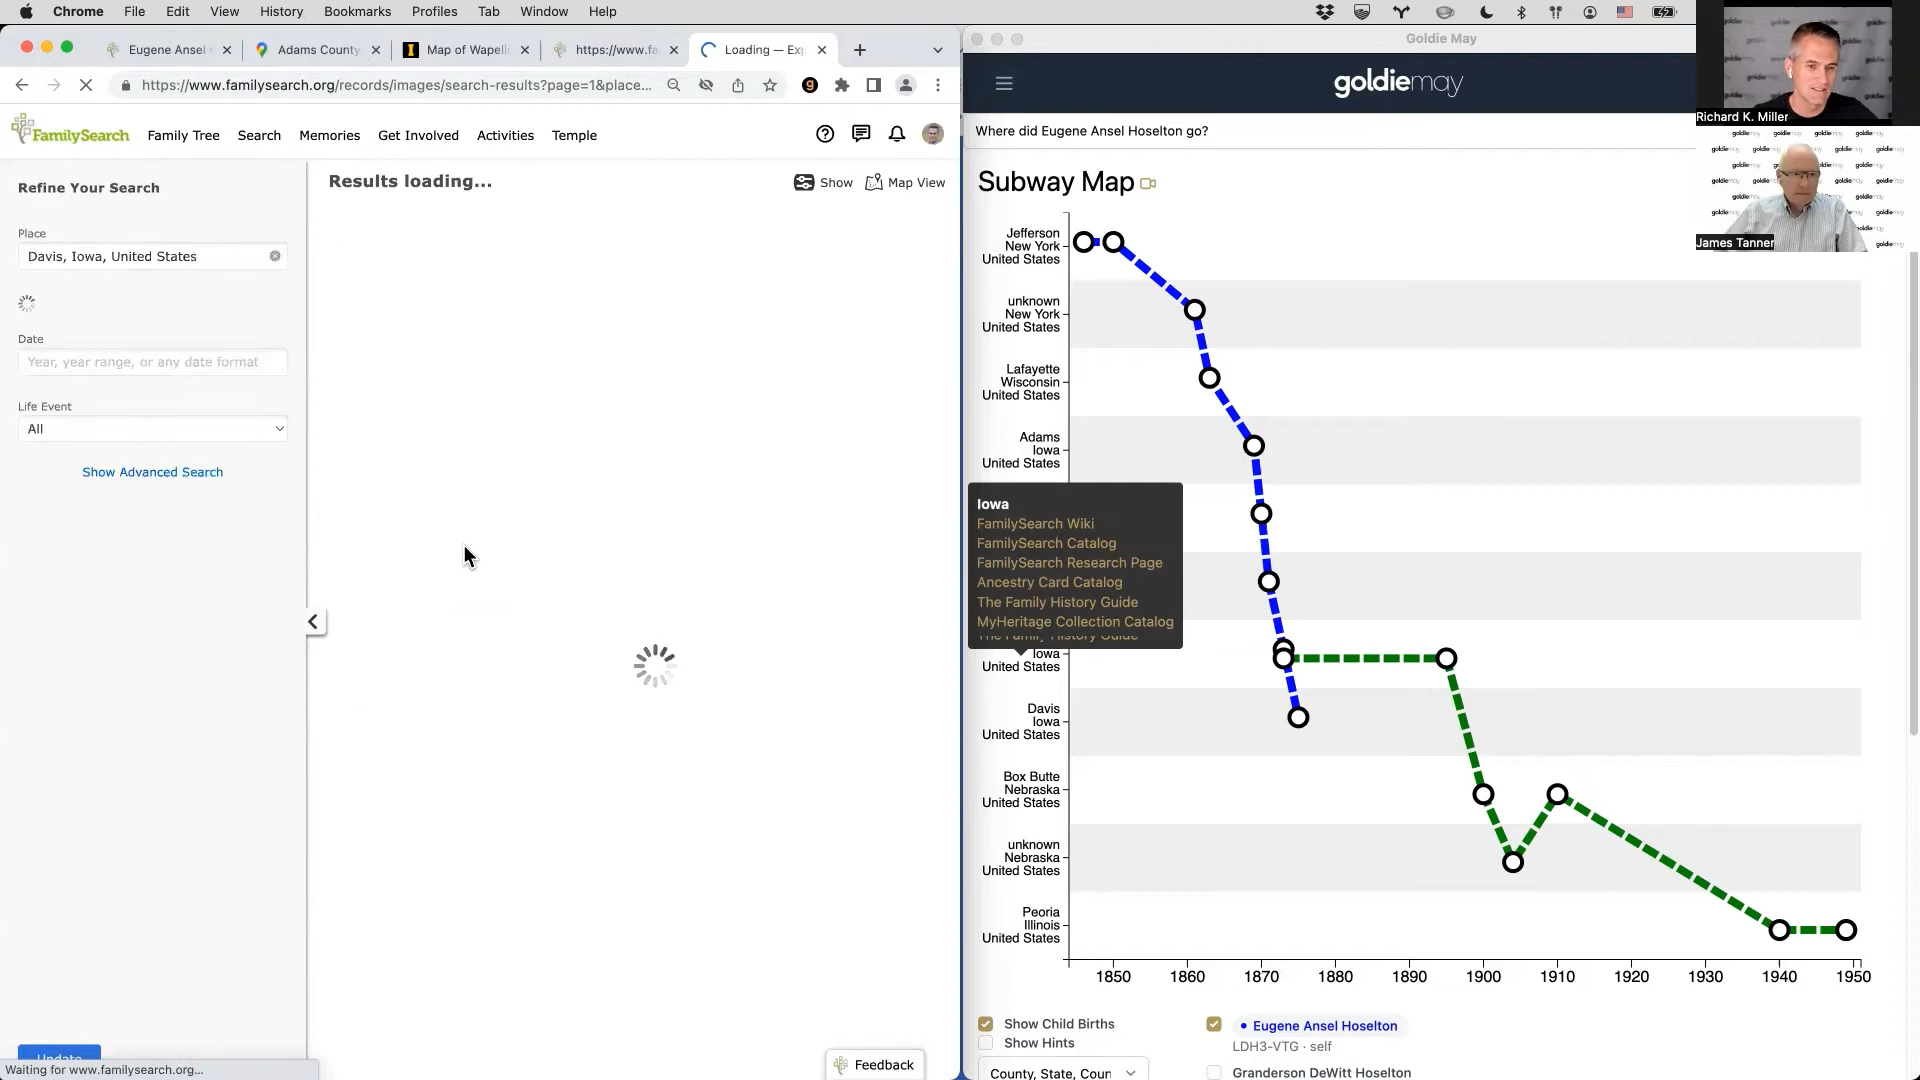 Chrome File Edit View History Bookmarks Profiles Tab Window Help
Eugene Ansel
Adams County
Map of Wapell
https://www.fa
Loading — Ex
https://www.familysearch.org/records/images/search-results?page=1&place...
FamilySearch Family Tree Search Memories Get Involved Activities Temple
Refine Your Search
Place
Davis, Iowa, United States
Date
Year, year range, or any date format
Life Event
All
Show Advanced Search
Update
Waiting for www.familysearch.org...
Results loading...
Show Map View
Feedback
Goldie May
goldiemay
Where did Eugene Ansel Hoselton go?
Subway Map
Jefferson
New York
United States
unknown
New York
United States
Lafayette
Wisconsin
United States
Adams
Iowa
United States
Iowa
FamilySearch Wiki
FamilySearch Catalog
FamilySearch Research Page
Ancestry Card Catalog
The Family History Guide
MyHeritage Collection Catalog
The Family History Guide
Iowa
United States
Davis
Iowa
United States
Box Butte
Nebraska
United States
unknown
Nebraska
United States
Peoria
Illinois
United States
1850 1860 1870 1880 1890 1900 1910 1920 1930 1940 1950
Show Child Births
Show Hints
County, State, Coun
• Eugene Ansel Hoselton
LDH3-VTG · self
Granderson DeWitt Hoselton
Richard K. Miller
James Tanner